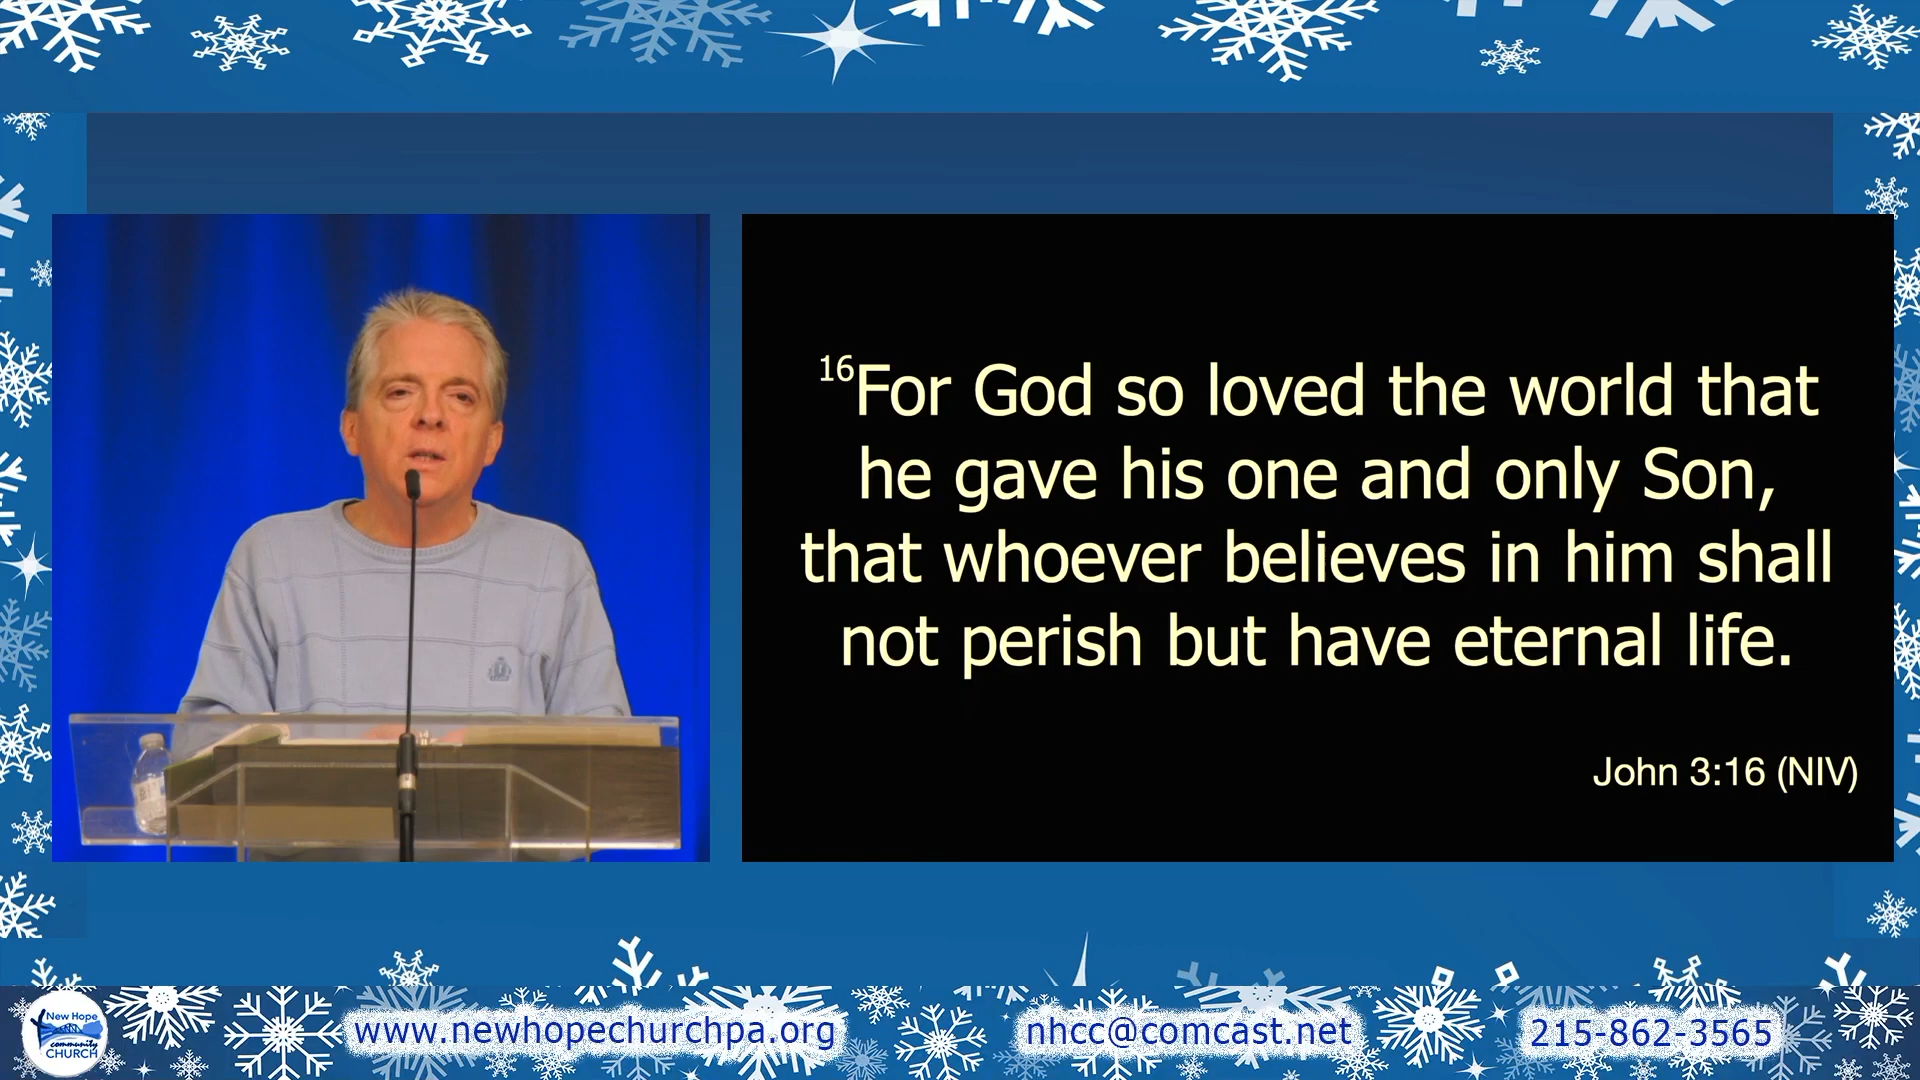 16For God so loved the world that
he gave his one and only Son,
that whoever believes in him shall
not perish but have eternal life.
John 3:16 (NIV)
New Hope
community
CHURCH
www.newhopechurchpa.org
nhcc@comcast.net
215-862-3565